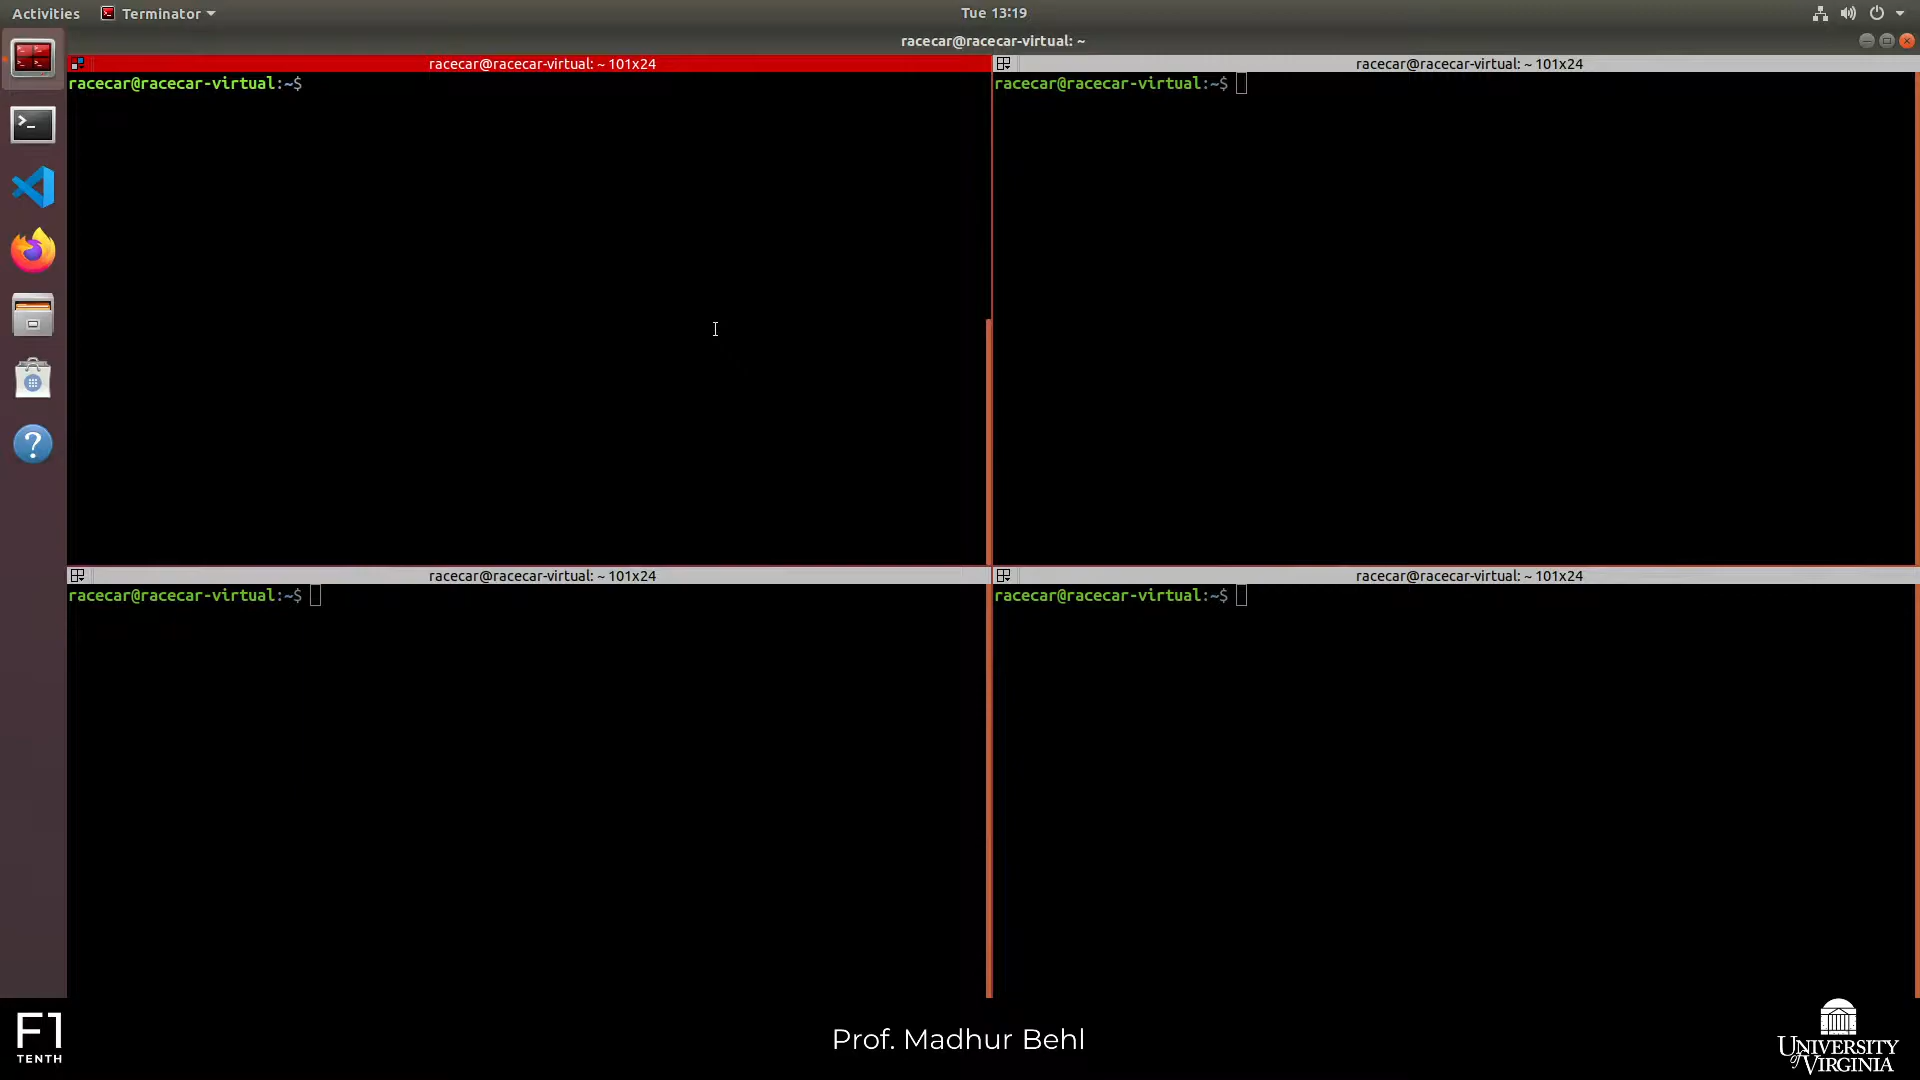 Activities Terminator Tue 13:19
racecar@racecar-virtual: ~
racecar@racecar-virtual: ~ 101x24
racecar@racecar-virtual:~$
racecar@racecar-virtual: ~ 101x24
racecar@racecar-virtual:~$
racecar@racecar-virtual: ~ 101x24
racecar@racecar-virtual:~$
racecar@racecar-virtual: ~ 101x24
racecar@racecar-virtual:~$
F1
TENTH
Prof. Madhur Behl
UNIVERSITY
of VIRGINIA